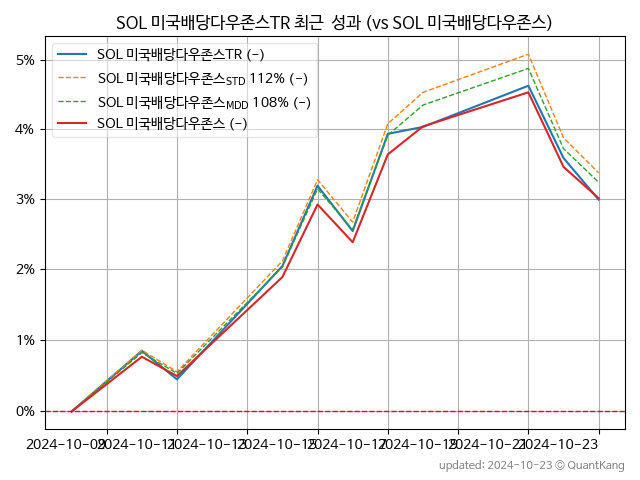 SOL 미국배당다우존스TR 최근 성과 (vs SOL 미국배당다우존스)
SOL 미국배당다우존스TR (-)
SOL 미국배당다우존스STD 112% (-)
SOL 미국배당다우존스MDD 108% (-)
SOL 미국배당다우존스 (-)
5%
4%
3%
2%
1%
0%
2024-10-09 2024-10-11 2024-10-13 2024-10-15 2024-10-17 2024-10-19 2024-10-21 2024-10-23
updated: 2024-10-23 © QuantKang